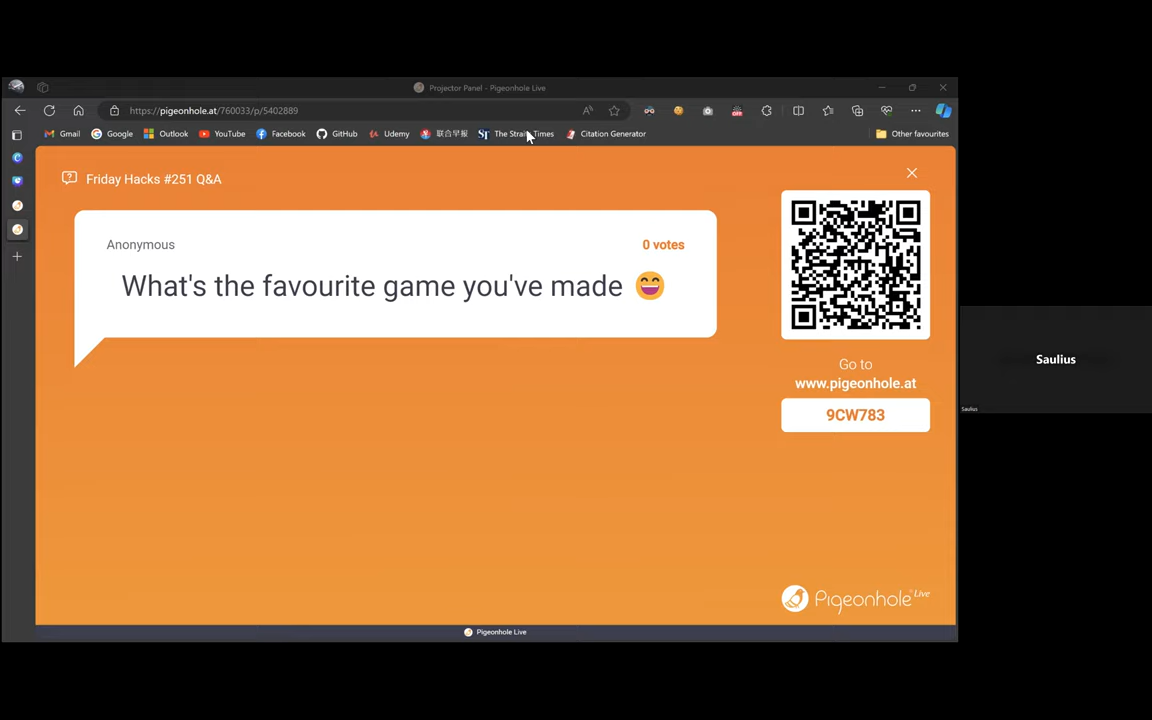 Projector Panel - Pigeonhole Live
https://pigeonhole.at/760033/p/5402889
Gmail Google Outlook YouTube Facebook GitHub Udemy 联合早报 The Straits Times Citation Generator Other favourites
Friday Hacks #251 Q&A
Anonymous 0 votes
What's the favourite game you've made 😄
Go to
www.pigeonhole.at
9CW783
Saulius
Saulius
Pigeonhole Live
Pigeonhole Live